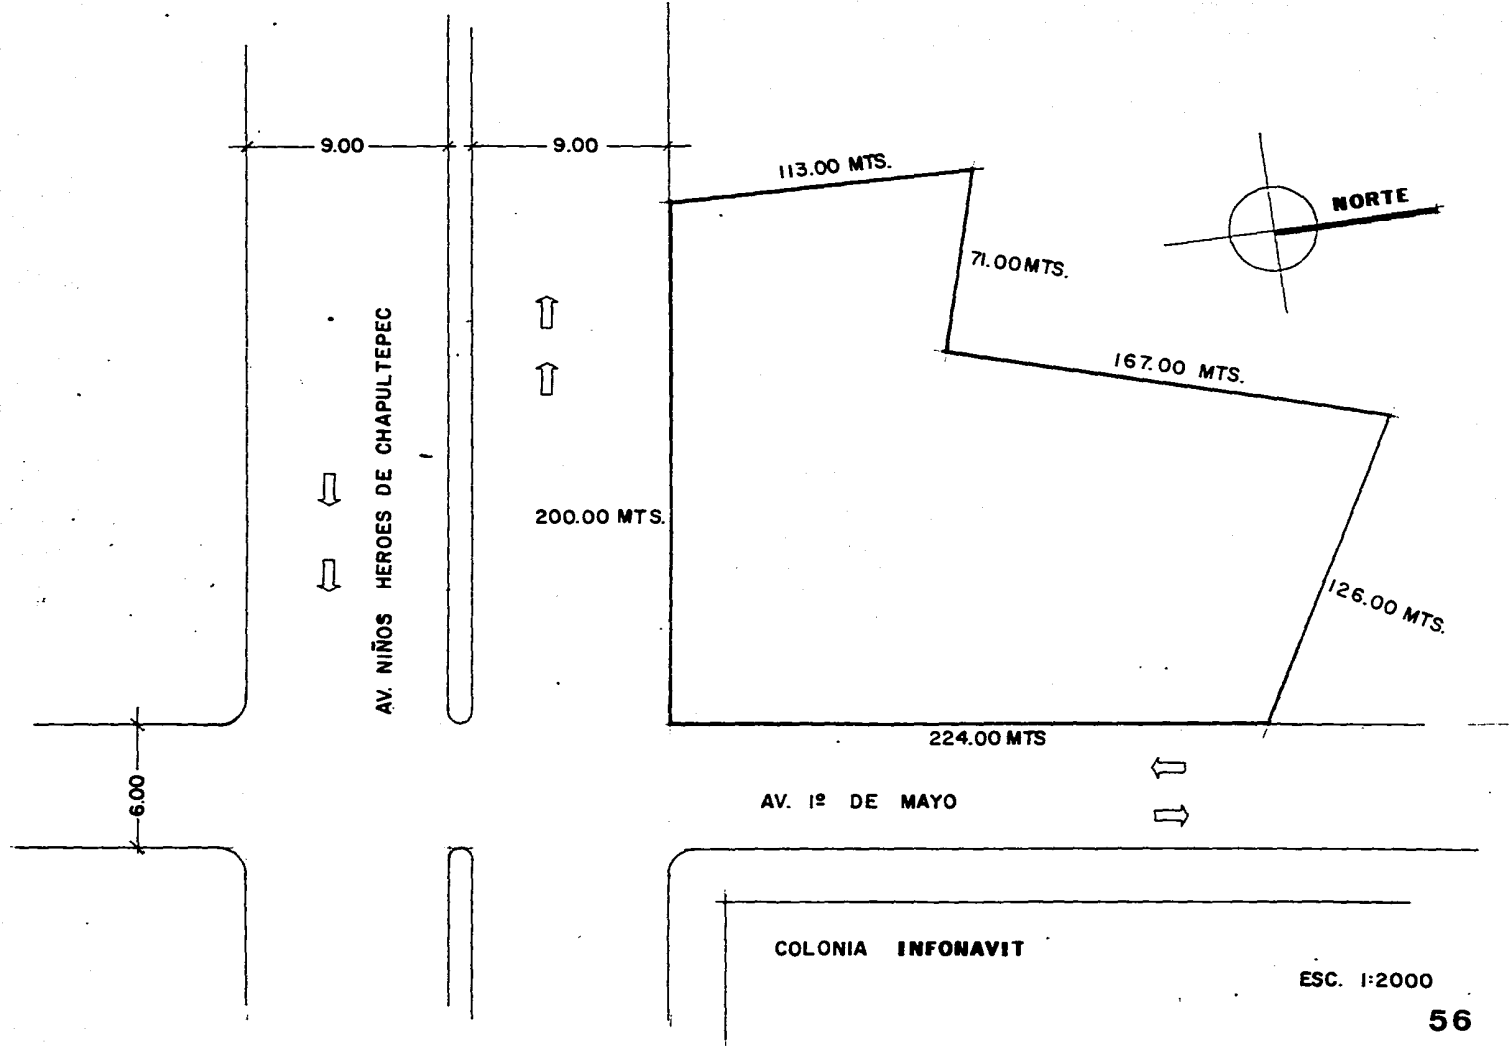 9.00
9.00
113.00 MTS.
NORTE
71.00 MTS.
167.00 MTS.
AV. NIÑOS HEROES DE CHAPULTEPEC
200.00 MTS.
126.00 MTS.
224.00 MTS
6.00
AV. 1º DE MAYO
COLONIA INFONAVIT
ESC. 1:2000
56